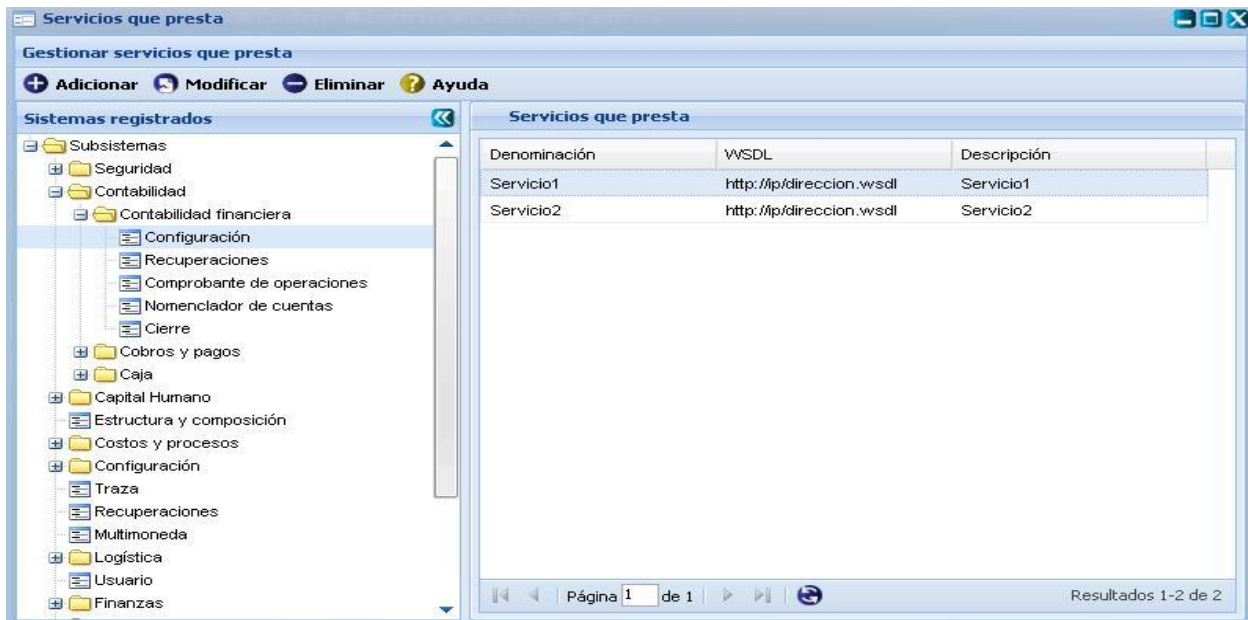 Servicios que presta
Gestionar servicios que presta
Adicionar Modificar Eliminar Ayuda
Sistemas registrados
Subsistemas
Seguridad
Contabilidad
Contabilidad financiera
Configuración
Recuperaciones
Comprobante de operaciones
Nomenclador de cuentas
Cierre
Cobros y pagos
Caja
Capital Humano
Estructura y composición
Costos y procesos
Configuración
Traza
Recuperaciones
Multimoneda
Logística
Usuario
Finanzas
Servicios que presta
Denominación WSDL Descripción
Servicio1 http://ip/direccion.wsdl Servicio1
Servicio2 http://ip/direccion.wsdl Servicio2
Página 1 de 1 Resultados 1-2 de 2